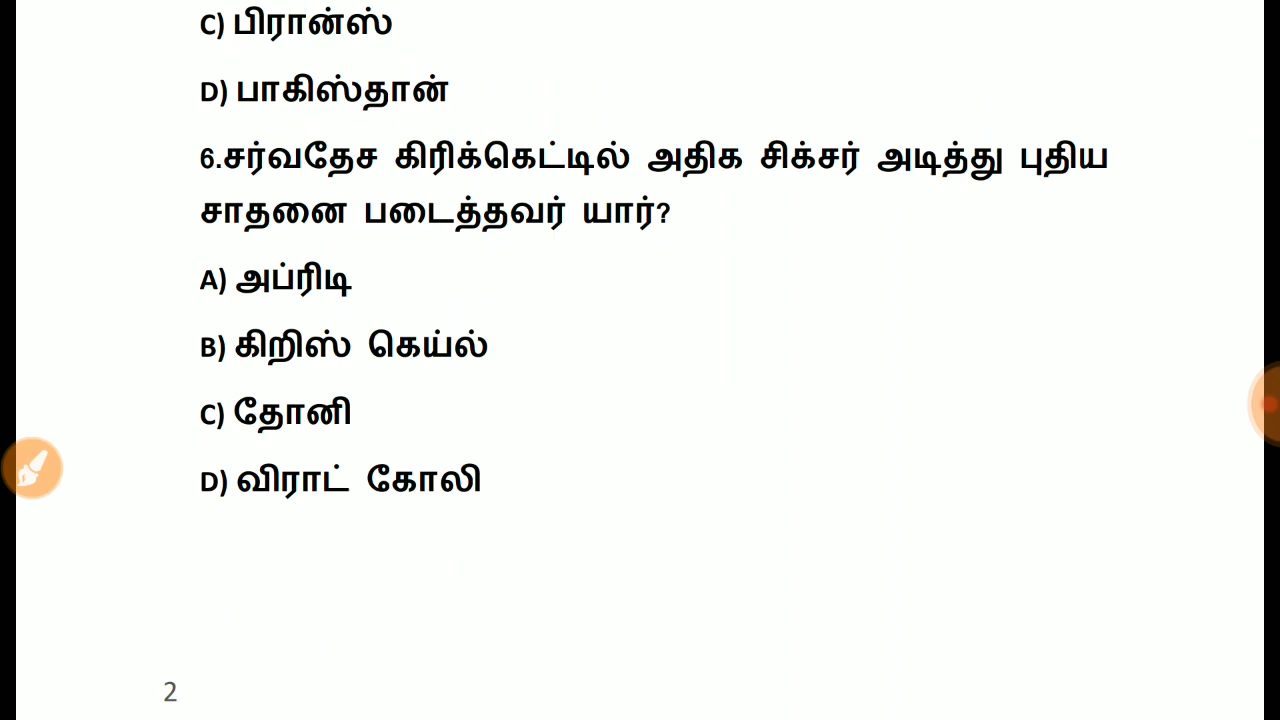 C) பிரான்ஸ்
D) பாகிஸ்தான்
6.சர்வதேச கிரிக்கெட்டில் அதிக சிக்சர் அடித்து புதிய
சாதனை படைத்தவர் யார்?
A) அப்ரிடி
B) கிறிஸ் கெய்ல்
C) தோனி
D) விராட் கோலி
2